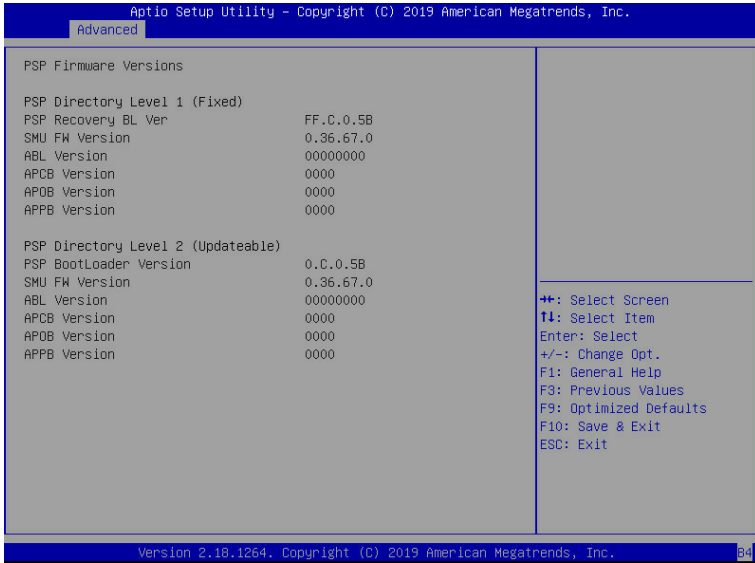 Aptio Setup Utility – Copyright (C) 2019 American Megatrends, Inc.
Advanced
PSP Firmware Versions
PSP Directory Level 1 (Fixed)
PSP Recovery BL Ver FF.C.0.5B
SMU FW Version 0.36.67.0
ABL Version 00000000
APCB Version 0000
APOB Version 0000
APPB Version 0000
PSP Directory Level 2 (Updateable)
PSP BootLoader Version 0.C.0.5B
SMU FW Version 0.36.67.0
ABL Version 00000000
APCB Version 0000
APOB Version 0000
APPB Version 0000
→←: Select Screen
↑↓: Select Item
Enter: Select
+/-: Change Opt.
F1: General Help
F3: Previous Values
F9: Optimized Defaults
F10: Save & Exit
ESC: Exit
Version 2.18.1264. Copyright (C) 2019 American Megatrends, Inc.
B4